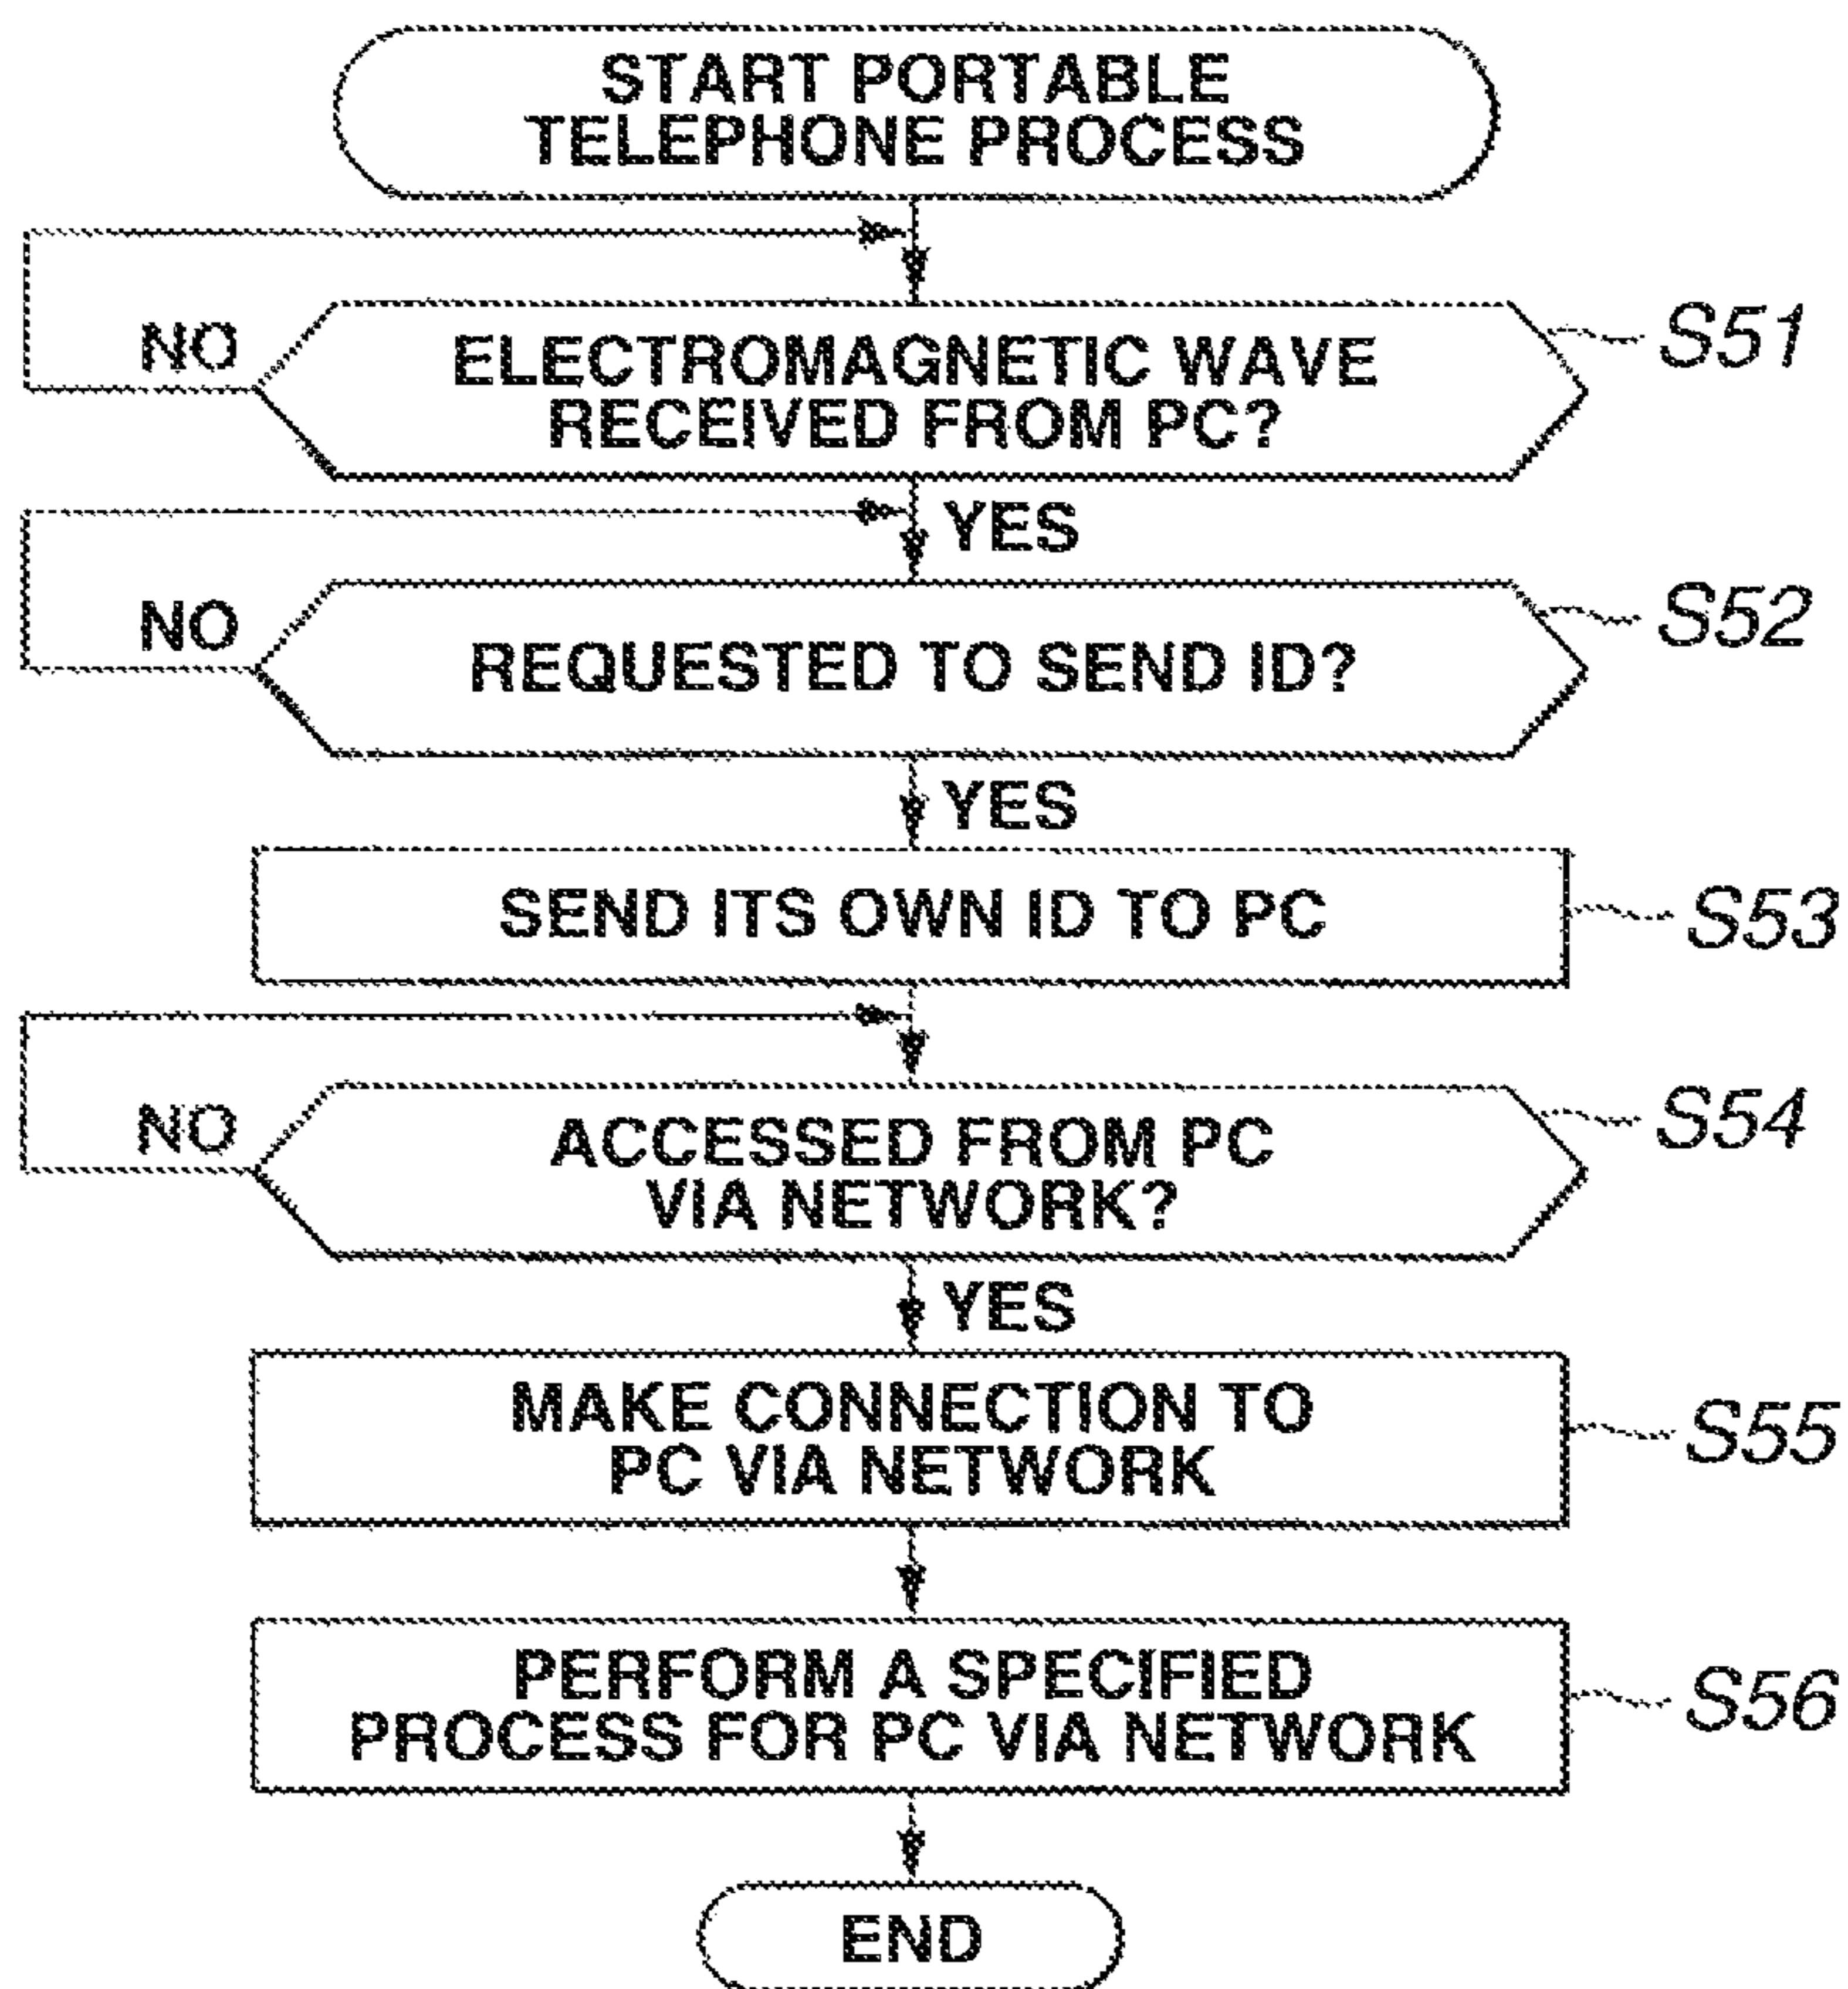 START PORTABLE
TELEPHONE PROCESS
NO
ELECTROMAGNETIC WAVE
RECEIVED FROM PC?
S51
YES
NO
REQUESTED TO SEND ID?
S52
YES
SEND ITS OWN ID TO PC
S53
NO
ACCESSED FROM PC
VIA NETWORK?
S54
YES
MAKE CONNECTION TO
PC VIA NETWORK
S55
PERFORM A SPECIFIED
PROCESS FOR PC VIA NETWORK
S56
END